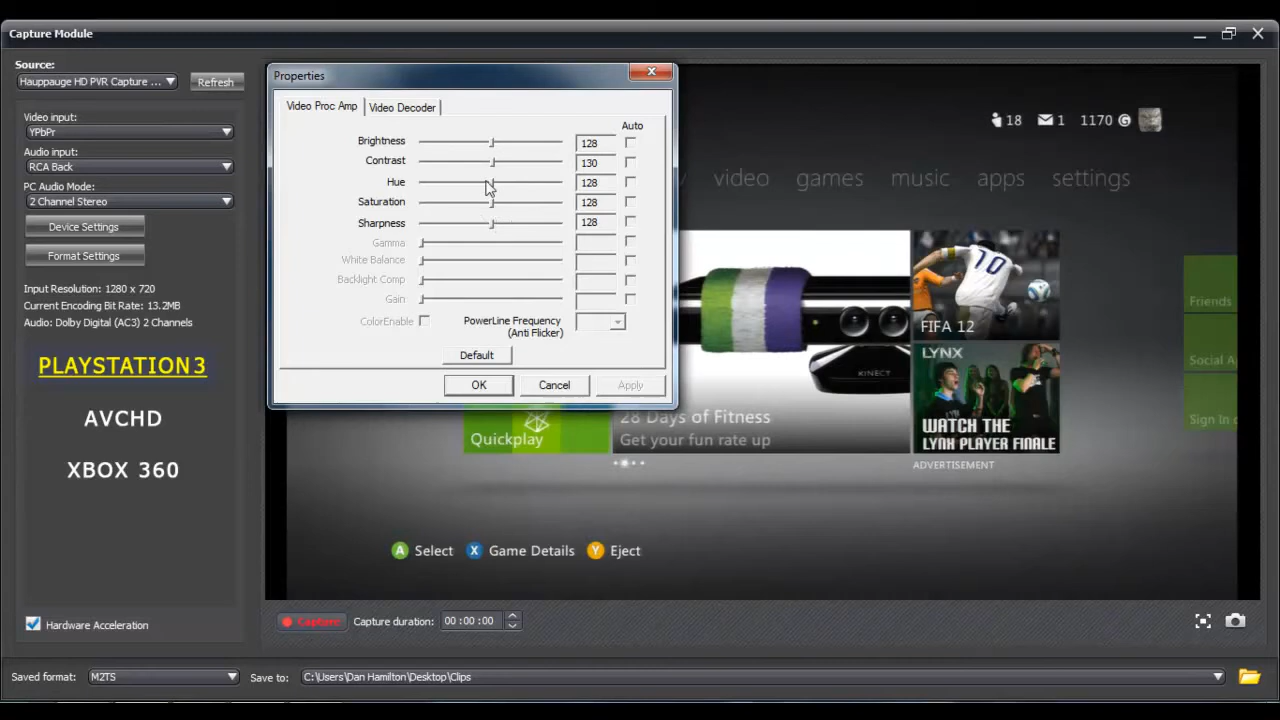 Capture Module
Source:
Hauppauge HD PVR Capture ...
Refresh
Video input:
YPbPr
Audio input:
RCA Back
PC Audio Mode:
2 Channel Stereo
Device Settings
Format Settings
Input Resolution: 1280 x 720
Current Encoding Bit Rate: 13.2MB
Audio: Dolby Digital (AC3) 2 Channels
PLAYSTATION3
AVCHD
XBOX 360
Hardware Acceleration
Properties
Video Proc Amp
Video Decoder
Auto
Brightness 128
Contrast 130
Hue 128
Saturation 128
Sharpness 128
Gamma
White Balance
Backlight Comp
Gain
ColorEnable
PowerLine Frequency
(Anti Flicker)
Default
OK Cancel Apply
18 1 1170 G
video games music apps settings
10
FIFA 12
KINECT
LYNX
WATCH THE
LYNX PLAYER FINALE
ADVERTISEMENT
Quickplay
28 Days of Fitness
Get your fun rate up
Friends
Social A
Sign In
A Select X Game Details Y Eject
Capture
Capture duration: 00:00:00
Saved format: M2TS
Save to: C:\Users\Dan Hamilton\Desktop\Clips